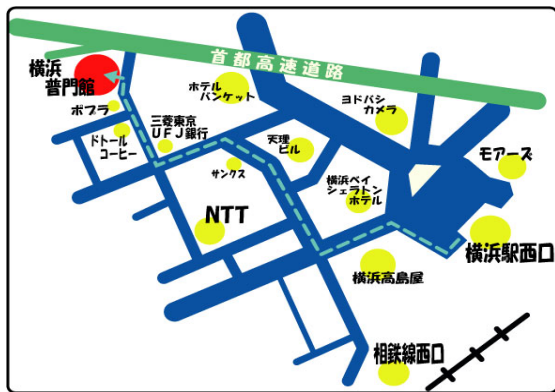 首都高速道路
横浜
普門館
ポプラ
ドトール
コーヒー
三菱東京
UFJ銀行
ホテル
バンケット
ヨドバシ
カメラ
天理
ビル
サンクス
モアーズ
横浜ベイ
シェラトン
ホテル
NTT
横浜駅西口
横浜高島屋
相鉄線西口